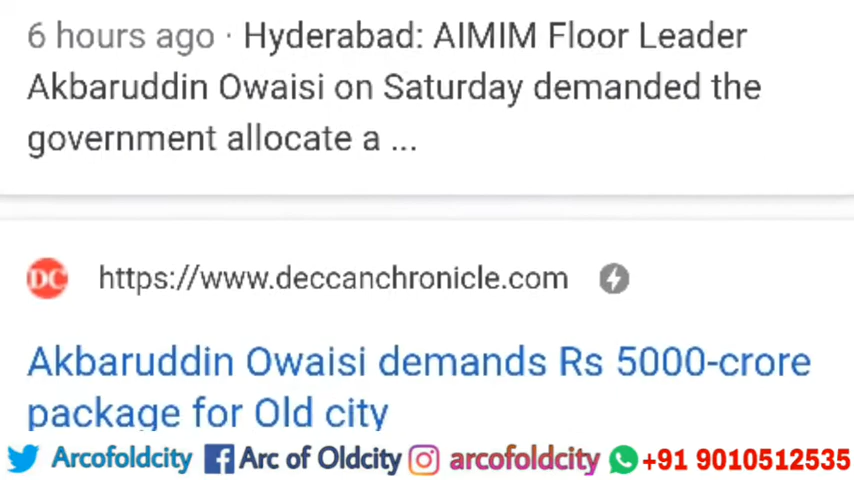 6 hours ago · Hyderabad: AIMIM Floor Leader
Akbaruddin Owaisi on Saturday demanded the
government allocate a ...
DC https://www.deccanchronicle.com
Akbaruddin Owaisi demands Rs 5000-crore
package for Old city
Arcofoldcity Arc of Oldcity arcofoldcity +91 9010512535